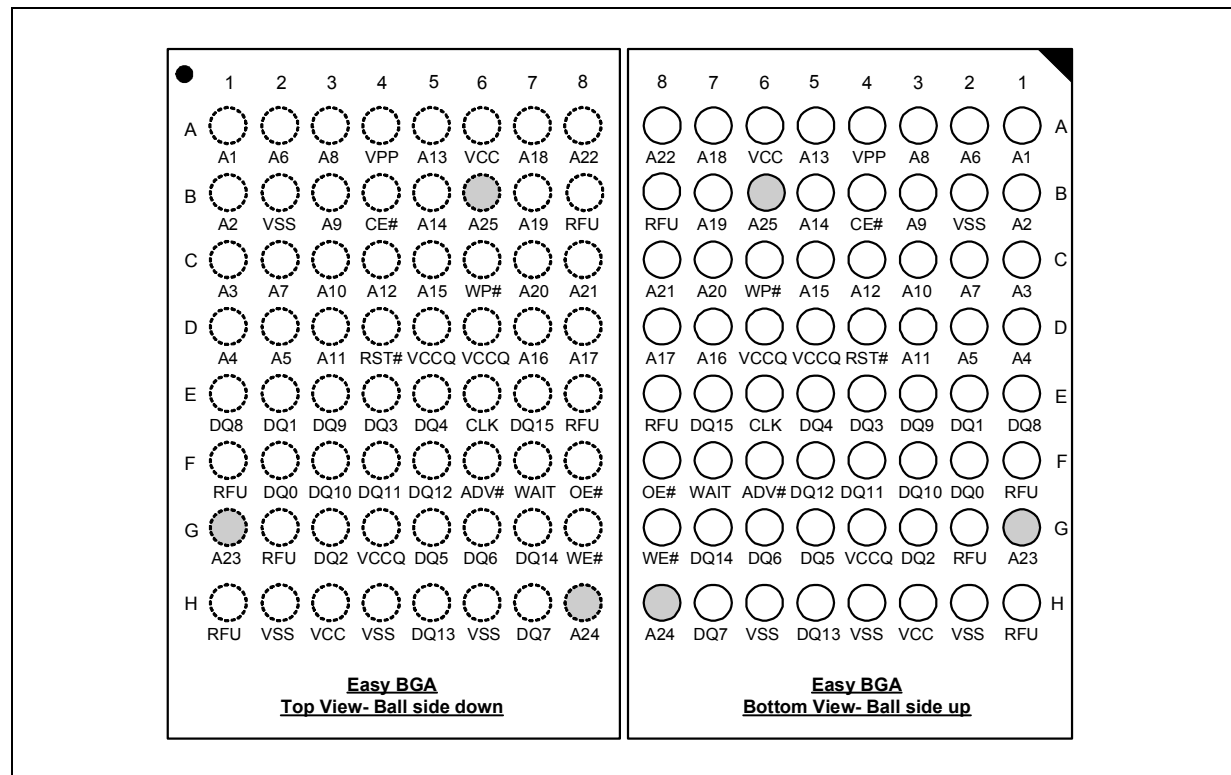 1 2 3 4 5 6 7 8
A
A1 A6 A8 VPP A13 VCC A18 A22
B
A2 VSS A9 CE# A14 A25 A19 RFU
C
A3 A7 A10 A12 A15 WP# A20 A21
D
A4 A5 A11 RST# VCCQ VCCQ A16 A17
E
DQ8 DQ1 DQ9 DQ3 DQ4 CLK DQ15 RFU
F
RFU DQ0 DQ10 DQ11 DQ12 ADV# WAIT OE#
G
A23 RFU DQ2 VCCQ DQ5 DQ6 DQ14 WE#
H
RFU VSS VCC VSS DQ13 VSS DQ7 A24
Easy BGA
Top View- Ball side down
8 7 6 5 4 3 2 1
A
A22 A18 VCC A13 VPP A8 A6 A1
B
RFU A19 A25 A14 CE# A9 VSS A2
C
A21 A20 WP# A15 A12 A10 A7 A3
D
A17 A16 VCCQ VCCQ RST# A11 A5 A4
E
RFU DQ15 CLK DQ4 DQ3 DQ9 DQ1 DQ8
F
OE# WAIT ADV# DQ12 DQ11 DQ10 DQ0 RFU
G
WE# DQ14 DQ6 DQ5 VCCQ DQ2 RFU A23
H
A24 DQ7 VSS DQ13 VSS VCC VSS RFU
Easy BGA
Bottom View- Ball side up